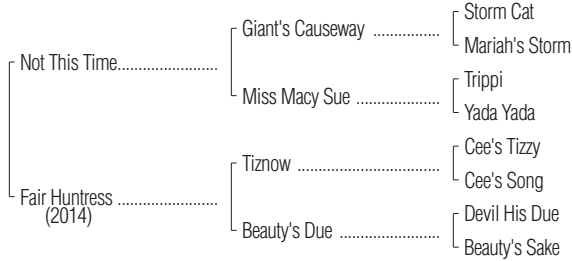 Storm Cat
Giant's Causeway ..................
Mariah's Storm
Not This Time.........................
Trippi
Miss Macy Sue ......................
Yada Yada
Cee's Tizzy
Tiznow ....................................
Cee's Song
Fair Huntress .........................
(2014)
Devil His Due
Beauty's Due .........................
Beauty's Sake